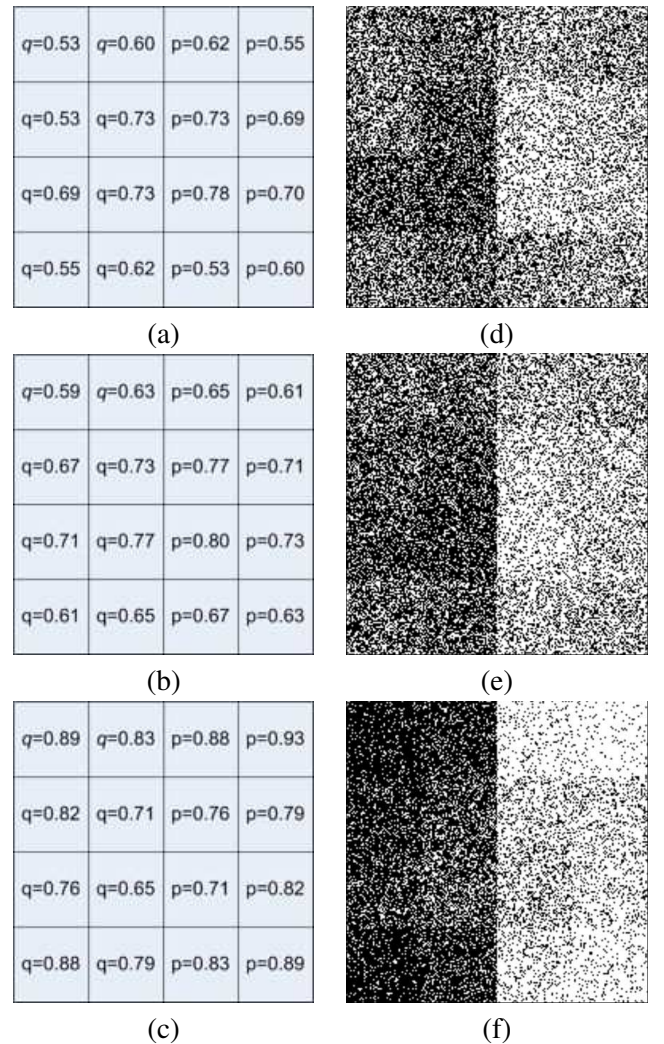 q=0.53 q=0.60 p=0.62 p=0.55
q=0.53 q=0.73 p=0.73 p=0.69
q=0.69 q=0.73 p=0.78 p=0.70
q=0.55 q=0.62 p=0.53 p=0.60
(a) (d)
q=0.59 q=0.63 p=0.65 p=0.61
q=0.67 q=0.73 p=0.77 p=0.71
q=0.71 q=0.77 p=0.80 p=0.73
q=0.61 q=0.65 p=0.67 p=0.63
(b) (e)
q=0.89 q=0.83 p=0.88 p=0.93
q=0.82 q=0.71 p=0.76 p=0.79
q=0.76 q=0.65 p=0.71 p=0.82
q=0.88 q=0.79 p=0.83 p=0.89
(c) (f)